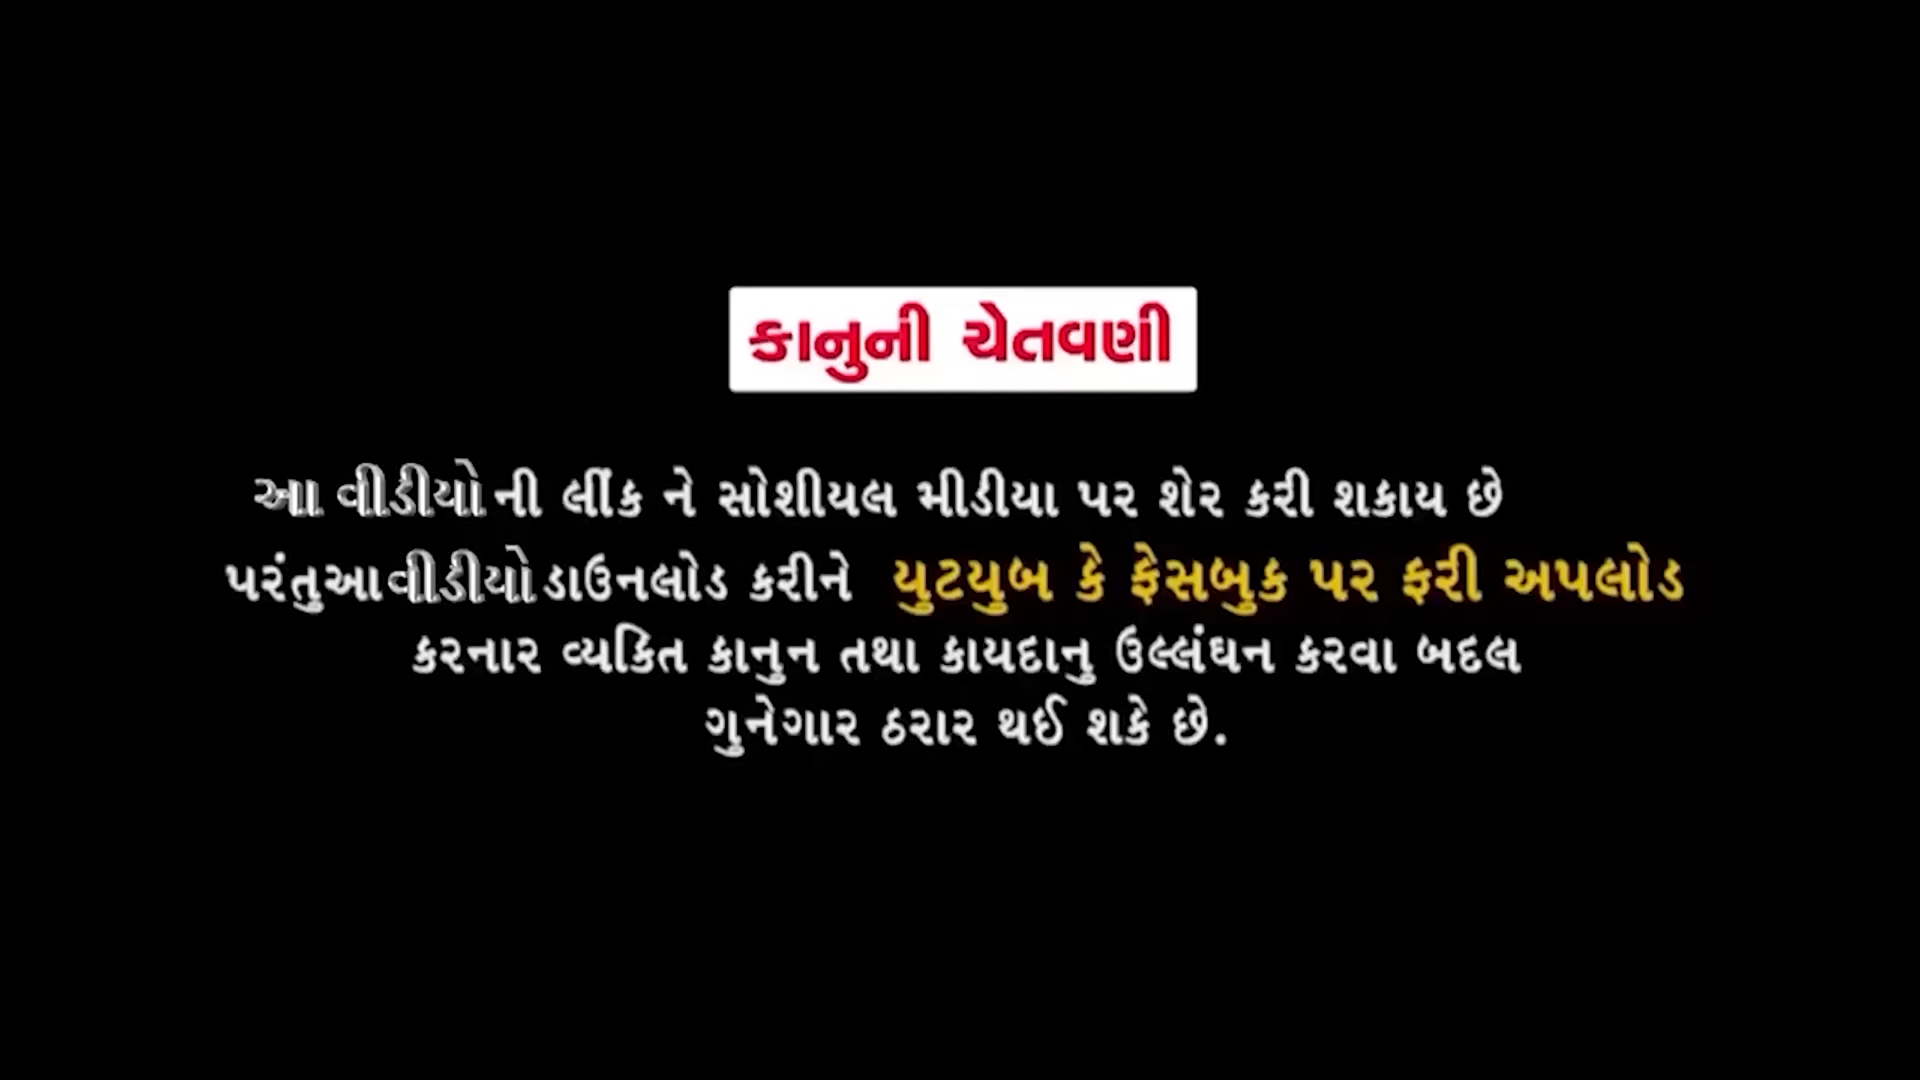 કાનુની ચેતવણી
આ વીડીયો ની લીંક ને સોશીયલ મીડીયા પર શેર કરી શકાય છે
પરંતુઆવીડીયો ડાઉનલોડ કરીને યુટયુબ કે ફેસબુક પર ફરી અપલોડ
કરનાર વ્યકિત કાનુન તથા કાયદાનુ ઉલ્લંઘન કરવા બદલ
ગુનેગાર ઠરાર થઈ શકે છે.